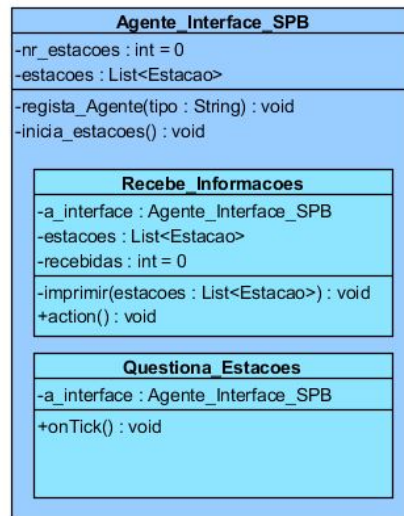 Agente_Interface_SPB
-nr_estacoes : int = 0
-estacoes : List<Estacao>
-regista_Agente(tipo : String) : void
-inicia_estacoes() : void
Recebe_Informacoes
-a_interface : Agente_Interface_SPB
-estacoes : List<Estacao>
-recebidas : int = 0
-imprimir(estacoes : List<Estacao>) : void
+action() : void
Questiona_Estacoes
-a_interface : Agente_Interface_SPB
+onTick() : void